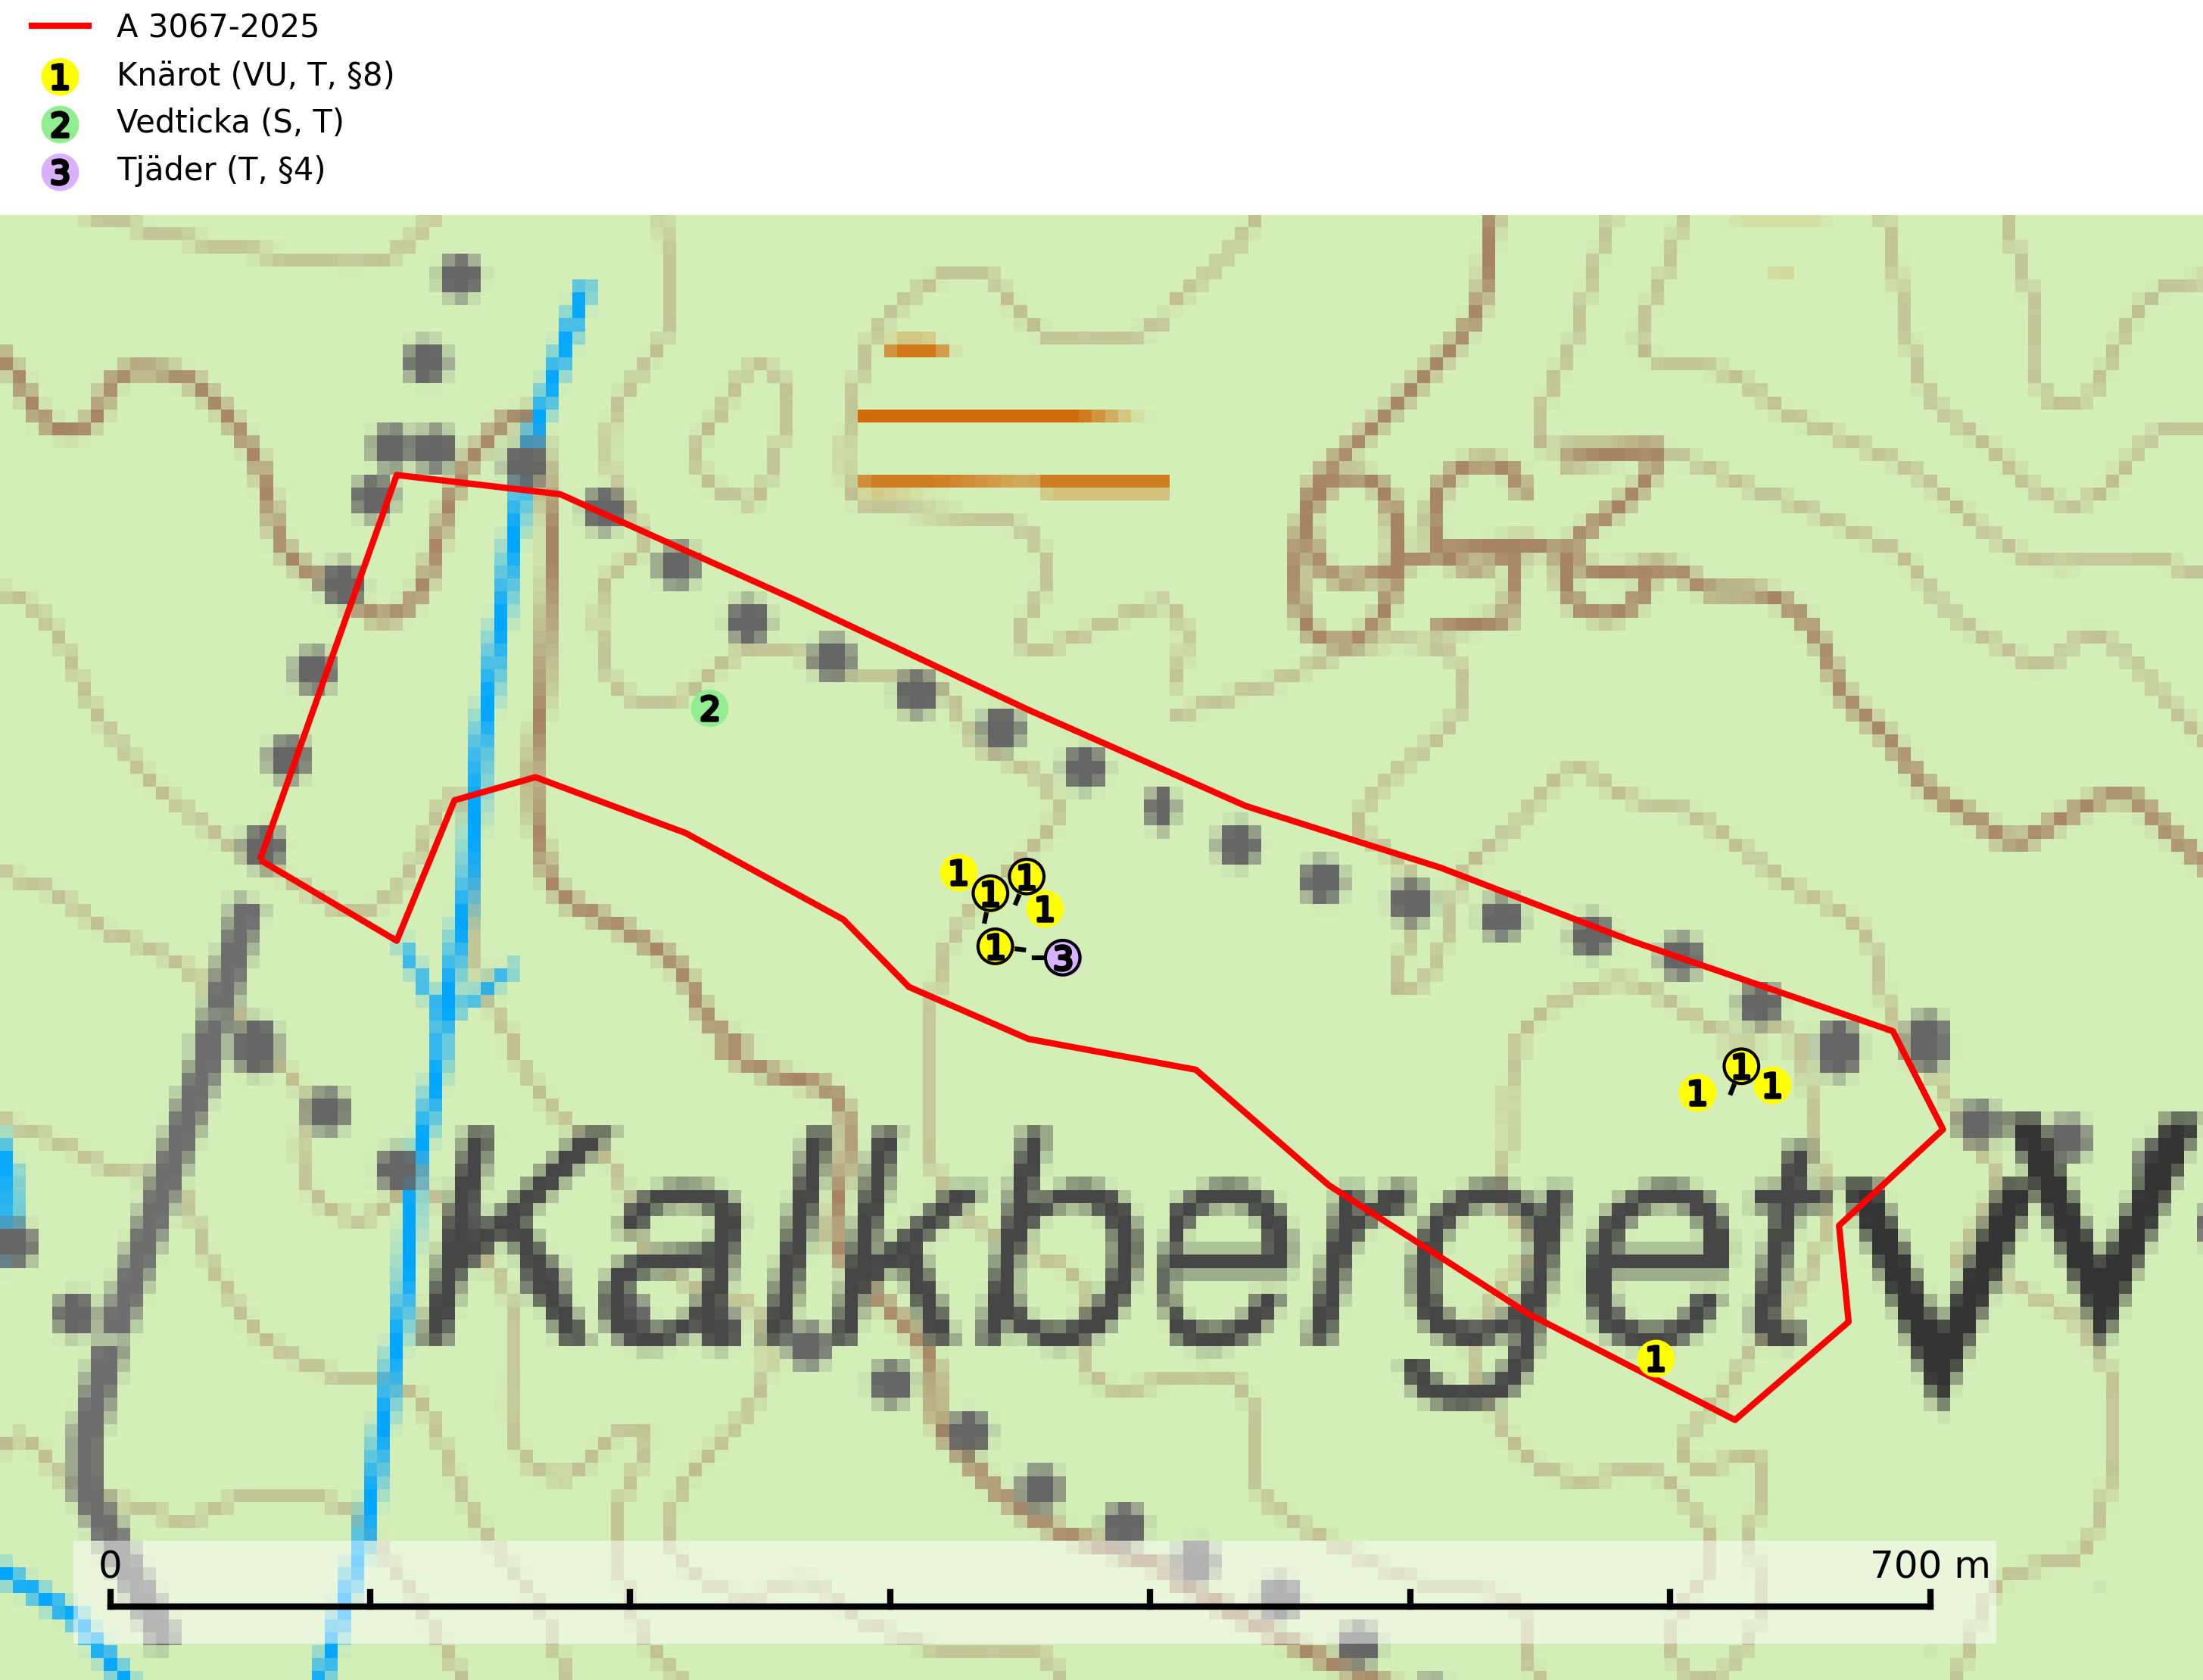 A 3067-2025
1 Knärot (VU, T, §8)
2 Vedticka (S, T)
3 Tjäder (T, §4)
2
1
1
1
1
1
3
1
1
1
Kalkberget
1
0
700 m